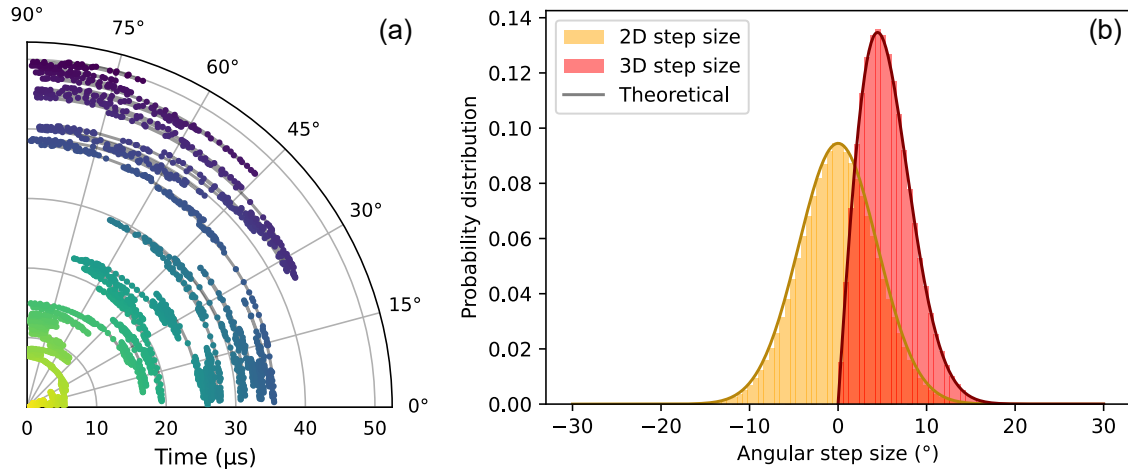 (a)
90°
75°
60°
45°
30°
15°
0°
0 10 20 30 40 50
Time (µs)
(b)
2D step size
3D step size
Theoretical
Probability distribution
0.14
0.12
0.10
0.08
0.06
0.04
0.02
0.00
−30 −20 −10 0 10 20 30
Angular step size (°)